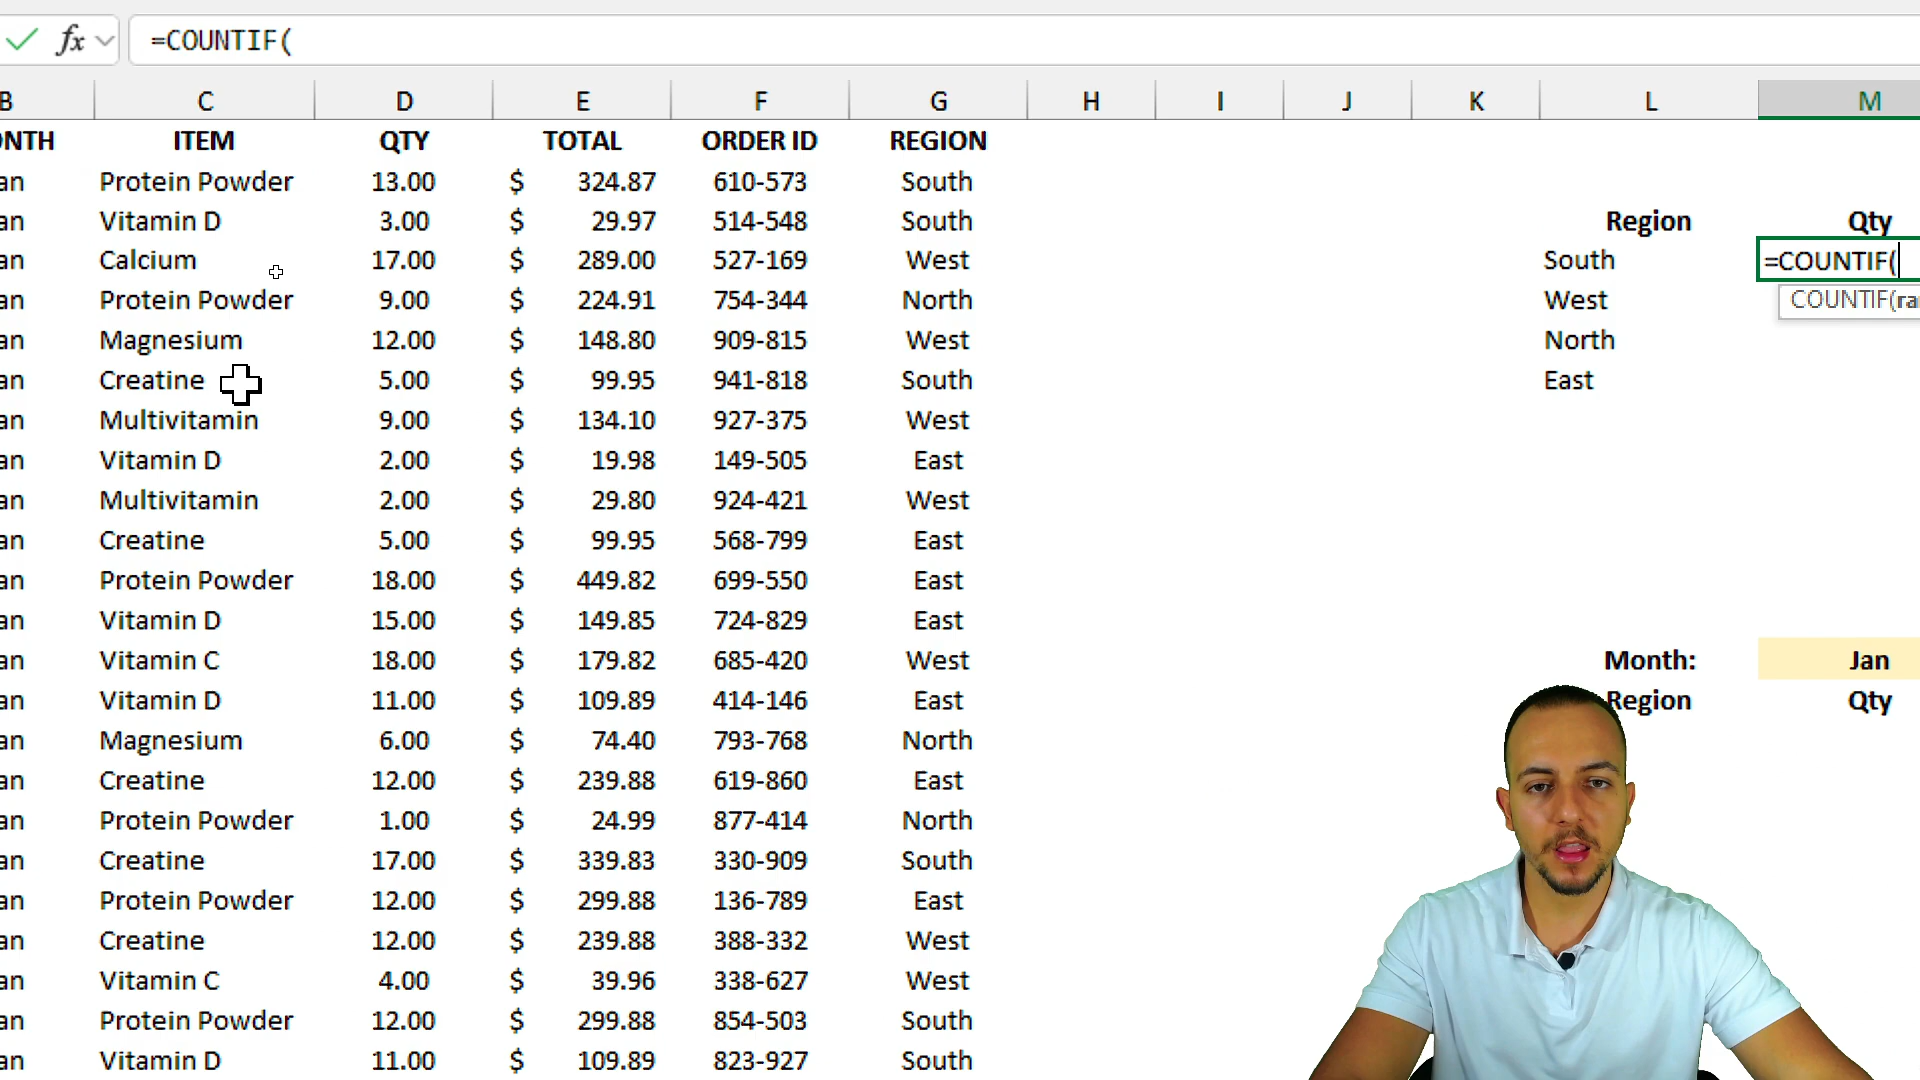 fx =COUNTIF(
B C D E F G H I J K L M
ONTH ITEM QTY TOTAL ORDER ID REGION
an Protein Powder 13.00 $ 324.87 610-573 South
an Vitamin D 3.00 $ 29.97 514-548 South Region Qty
an Calcium 17.00 $ 289.00 527-169 West South =COUNTIF(
an Protein Powder 9.00 $ 224.91 754-344 North West COUNTIF(ra
an Magnesium 12.00 $ 148.80 909-815 West North
an Creatine 5.00 $ 99.95 941-818 South East
an Multivitamin 9.00 $ 134.10 927-375 West
an Vitamin D 2.00 $ 19.98 149-505 East
an Multivitamin 2.00 $ 29.80 924-421 West
an Creatine 5.00 $ 99.95 568-799 East
an Protein Powder 18.00 $ 449.82 699-550 East
an Vitamin D 15.00 $ 149.85 724-829 East
an Vitamin C 18.00 $ 179.82 685-420 West Month: Jan
an Vitamin D 11.00 $ 109.89 414-146 East Region Qty
an Magnesium 6.00 $ 74.40 793-768 North
an Creatine 12.00 $ 239.88 619-860 East
an Protein Powder 1.00 $ 24.99 877-414 North
an Creatine 17.00 $ 339.83 330-909 South
an Protein Powder 12.00 $ 299.88 136-789 East
an Creatine 12.00 $ 239.88 388-332 West
an Vitamin C 4.00 $ 39.96 338-627 West
an Protein Powder 12.00 $ 299.88 854-503 South
an Vitamin D 11.00 $ 109.89 823-927 South